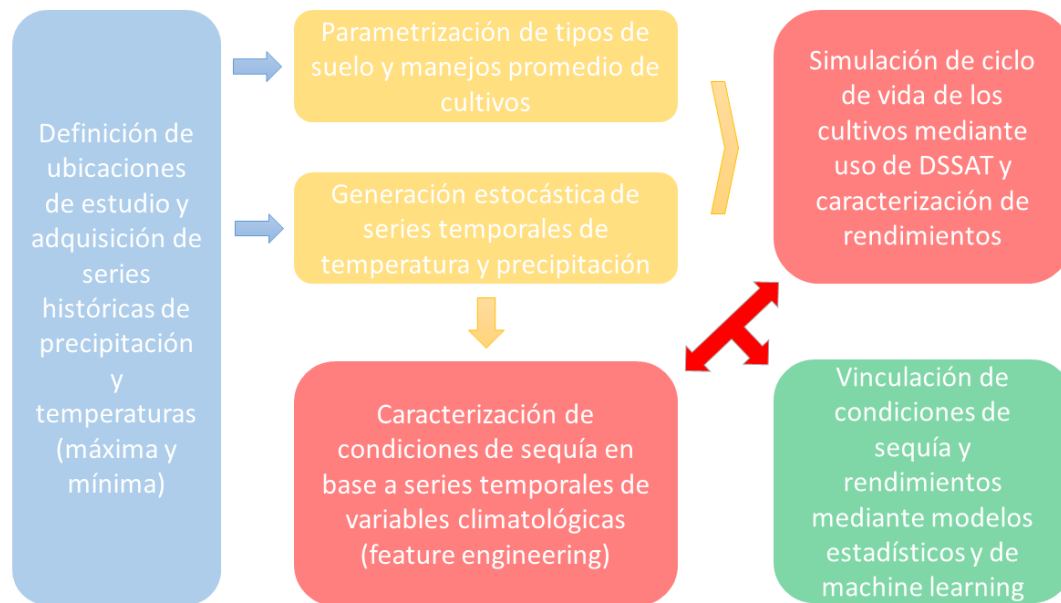 Definición de
ubicaciones
de estudio y
adquisición de
series
históricas de
precipitación
y
temperaturas
(máxima y
mínima)
Parametrización de tipos de
suelo y manejos promedio de
cultivos
Generación estocástica de
series temporales de
temperatura y precipitación
Simulación de ciclo
de vida de los
cultivos mediante
uso de DSSAT y
caracterización de
rendimientos
Caracterización de
condiciones de sequía en
base a series temporales de
variables climatológicas
(feature engineering)
Vinculación de
condiciones de
sequía y
rendimientos
mediante modelos
estadísticos y de
machine learning